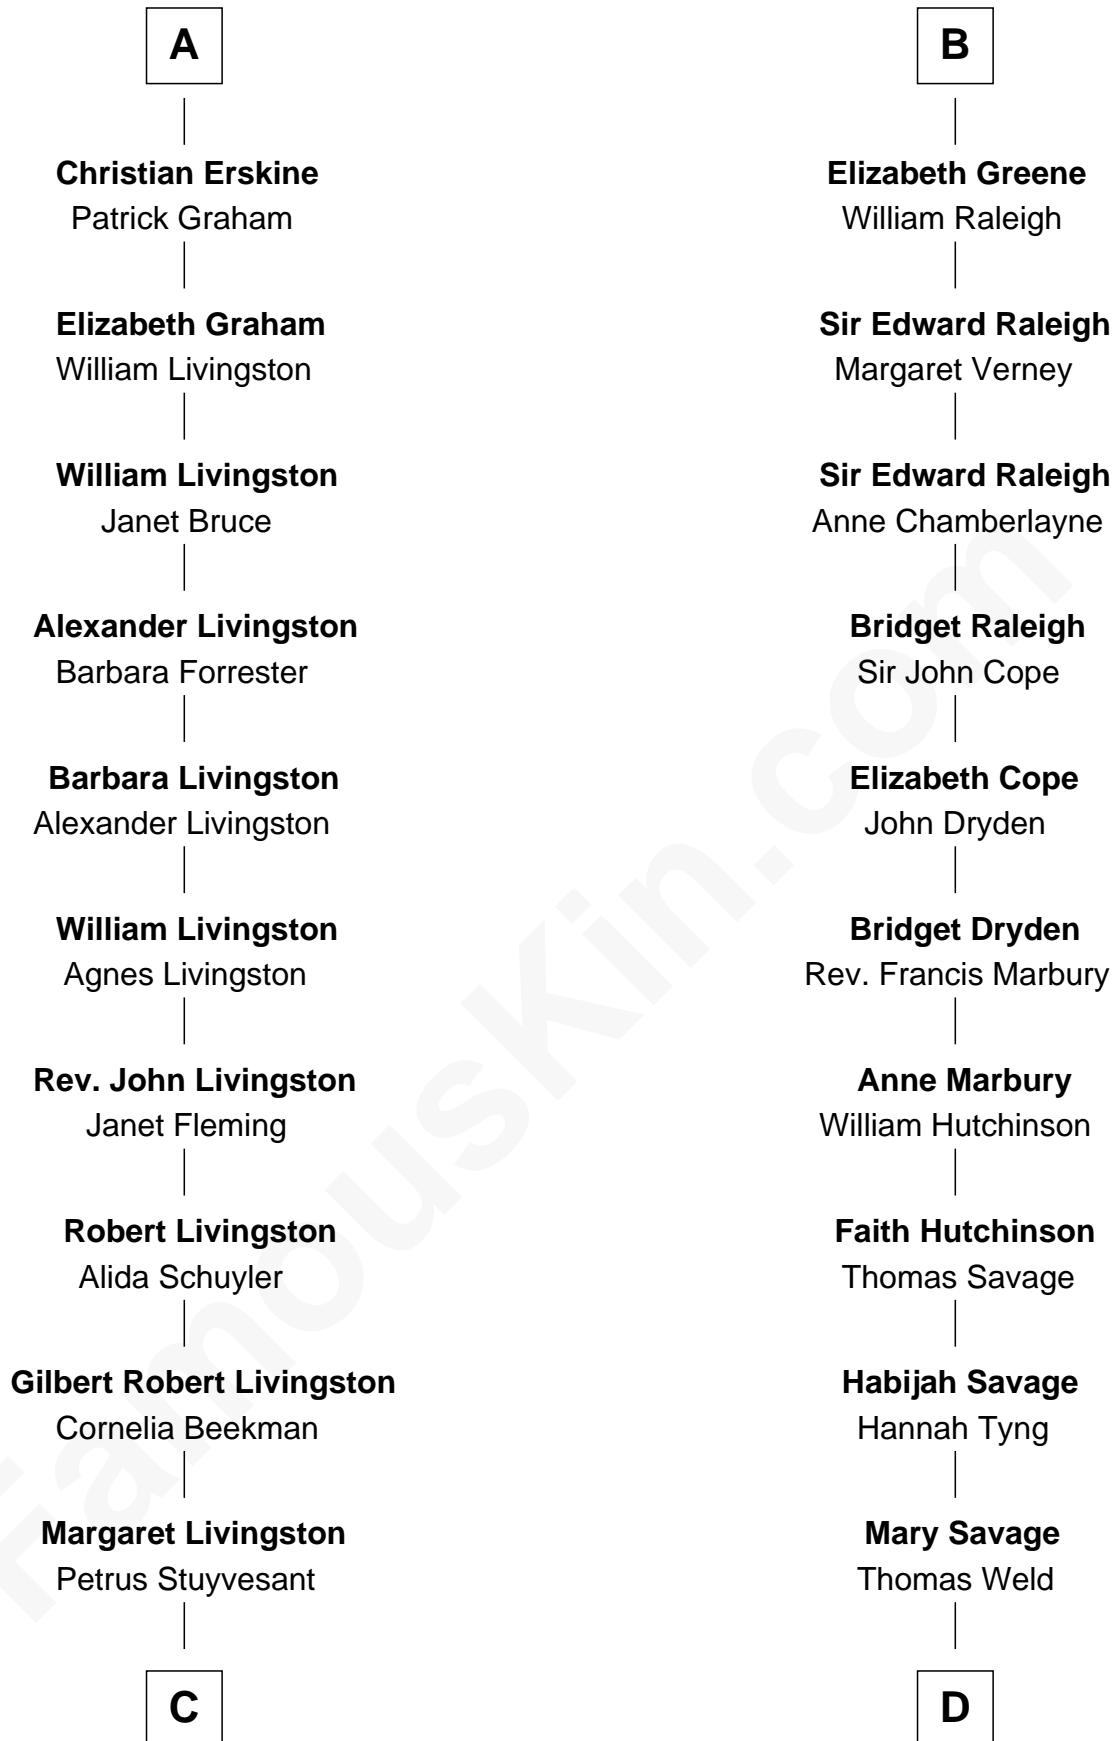 A
Christian Erskine
Patrick Graham
Elizabeth Graham
William Livingston
William Livingston
Janet Bruce
Alexander Livingston
Barbara Forrester
Barbara Livingston
Alexander Livingston
William Livingston
Agnes Livingston
Rev. John Livingston
Janet Fleming
Robert Livingston
Alida Schuyler
Gilbert Robert Livingston
Cornelia Beekman
Margaret Livingston
Petrus Stuyvesant
C
B
Elizabeth Greene
William Raleigh
Sir Edward Raleigh
Margaret Verney
Sir Edward Raleigh
Anne Chamberlayne
Bridget Raleigh
Sir John Cope
Elizabeth Cope
John Dryden
Bridget Dryden
Rev. Francis Marbury
Anne Marbury
William Hutchinson
Faith Hutchinson
Thomas Savage
Habijah Savage
Hannah Tyng
Mary Savage
Thomas Weld
D
FamousKin.com